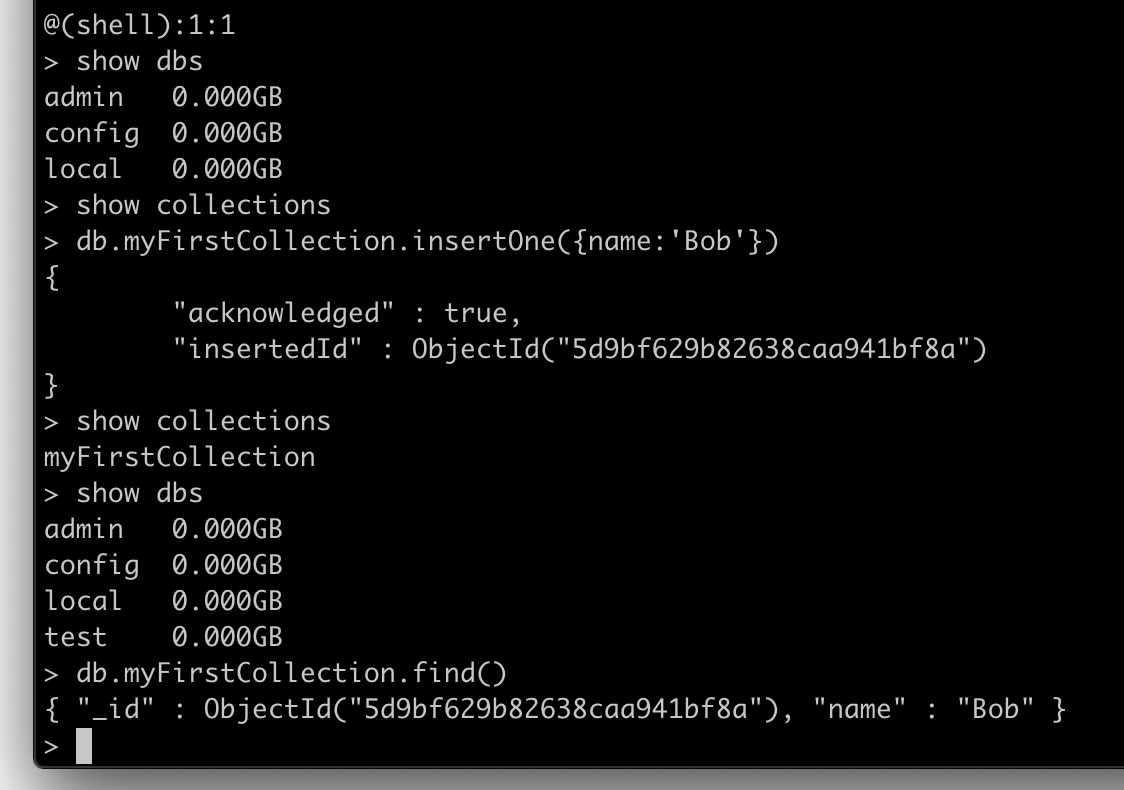 @(shell):1:1
> show dbs
admin   0.000GB
config  0.000GB
local   0.000GB
> show collections
> db.myFirstCollection.insertOne({name:'Bob'})
{
        "acknowledged" : true,
        "insertedId" : ObjectId("5d9bf629b82638caa941bf8a")
}
> show collections
myFirstCollection
> show dbs
admin   0.000GB
config  0.000GB
local   0.000GB
test    0.000GB
> db.myFirstCollection.find()
{ "_id" : ObjectId("5d9bf629b82638caa941bf8a"), "name" : "Bob" }
>